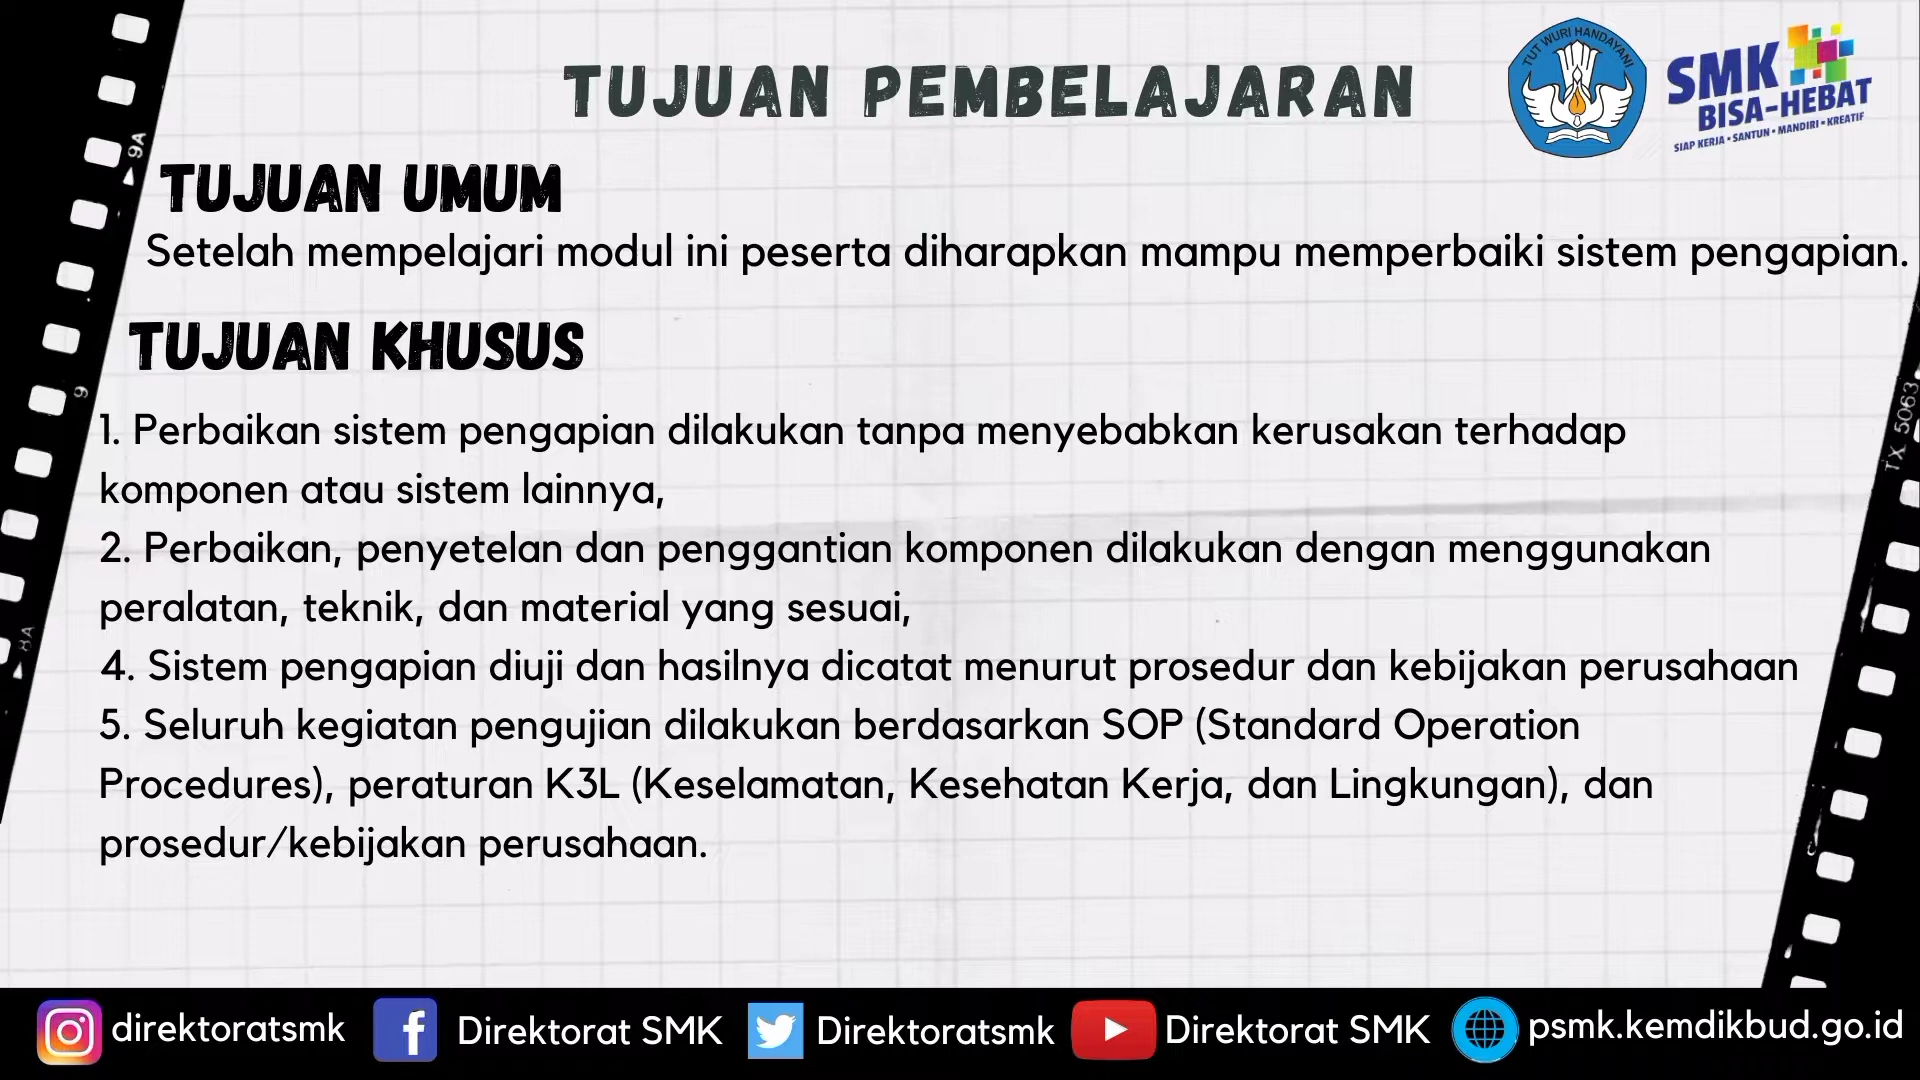 TUJUAN PEMBELAJARAN
TUT WURI HANDAYANI
SMK
BISA-HEBAT
SIAP KERJA • SANTUN • MANDIRI • KREATIF
TUJUAN UMUM
Setelah mempelajari modul ini peserta diharapkan mampu memperbaiki sistem pengapian.
TUJUAN KHUSUS
1. Perbaikan sistem pengapian dilakukan tanpa menyebabkan kerusakan terhadap
komponen atau sistem lainnya,
2. Perbaikan, penyetelan dan penggantian komponen dilakukan dengan menggunakan
peralatan, teknik, dan material yang sesuai,
4. Sistem pengapian diuji dan hasilnya dicatat menurut prosedur dan kebijakan perusahaan
5. Seluruh kegiatan pengujian dilakukan berdasarkan SOP (Standard Operation
Procedures), peraturan K3L (Keselamatan, Kesehatan Kerja, dan Lingkungan), dan
prosedur/kebijakan perusahaan.
9A
9
8A
TX 5063
direktoratsmk
Direktorat SMK
Direktoratsmk
Direktorat SMK
psmk.kemdikbud.go.id